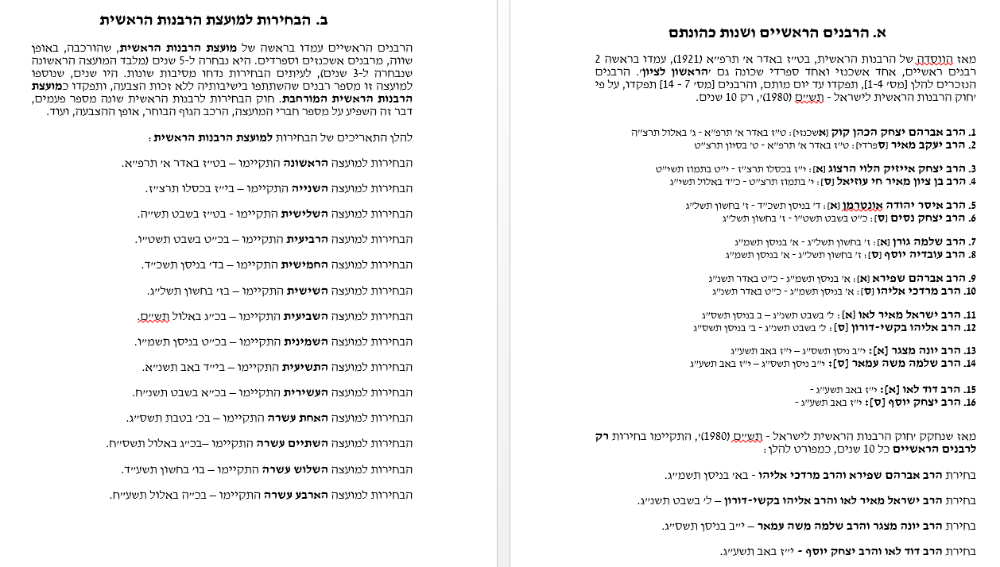 א. הרבנים הראשיים ושנות כהונתם
מאז הווסדה של הרבנות הראשית, בט״ז באדר א׳ תרפ״א (1921), עמדו בראשה 2
רבנים ראשיים, אחד אשכנזי ואחד ספרדי שכונה גם ׳הראשון לציון׳. הרבנים
הנזכרים להלן [מס׳ 1-4], תפקדו עד יום מותם, והרבנים [מס׳ 7 - 14] תפקדו, על פי
׳חוק הרבנות הראשית לישראל - תש״ם (1980)׳, רק 10 שנים.
1. הרב אברהם יצחק הכהן קוק [אשכנזי]: ט״ז באדר א׳ תרפ״א - ג׳ באלול תרצ״ה
2. הרב יעקב מאיר [ספרדי]: ט״ז באדר א׳ תרפ״א - ט׳ בסיון תרצ״ט
3. הרב יצחק אייזיק הלוי הרצוג [א]: י״ז בכסלו תרצ״ז - י״ט בתמוז תשי״ט
4. הרב בן ציון מאיר חי עוזיאל [ס]: י׳ בתמוז תרצ״ט - כ״ד באלול תשי״ג
5. הרב איסר יהודה אונטרמן [א]: ד׳ בניסן תשכ״ד - ז׳ בחשון תשל״ג
6. הרב יצחק נסים [ס]: כ״ט בשבט תשט״ו - ז׳ בחשון תשל״ג
7. הרב שלמה גורן [א]: ז׳ בחשון תשל״ג - א׳ בניסן תשמ״ג
8. הרב עובדיה יוסף [ס]: ז׳ בחשון תשל״ג - א׳ בניסן תשמ״ג
9. הרב אברהם שפירא [א]: א׳ בניסן תשמ״ג - כ״ט באדר תשנ״ג
10. הרב מרדכי אליהו [ס]: א׳ בניסן תשמ״ג - כ״ט באדר תשנ״ג
11. הרב ישראל מאיר לאו [א]: ל׳ בשבט תשנ״ג – ב בניסן תשס״ג
12. הרב אליהו בקשי-דורון [ס]: ל׳ בשבט תשנ״ג - ב׳ בניסן תשס״ג
13. הרב יונה מצגר [א]: י״ב ניסן תשס״ג – י״ז באב תשע״ג
14. הרב שלמה משה עמאר [ס]: י״ב ניסן תשס״ג – י״ז באב תשע״ג
15. הרב דוד לאו [א]: י״ז באב תשע״ג -
16. הרב יצחק יוסף [ס]: י״ז באב תשע״ג -
מאז שנחקק ׳חוק הרבנות הראשית לישראל - תש״ם (1980)׳, התקיימו בחירות רק
לרבנים הראשיים כל 10 שנים, כמפורט להלן:
בחירת הרב אברהם שפירא והרב מרדכי אליהו - בא׳ בניסן תשמ״ג.
בחירת הרב ישראל מאיר לאו והרב אליהו בקשי-דורון – ל׳ בשבט תשנ״ג.
בחירת הרב יונה מצגר והרב שלמה משה עמאר – י״ב בניסן תשס״ג.
בחירת הרב דוד לאו והרב יצחק יוסף - י״ז באב תשע״ג.
ב. הבחירות למועצת הרבנות הראשית
הרבנים הראשיים עמדו בראשה של מועצת הרבנות הראשית, שהורכבה, באופן
שווה, מרבנים אשכנזים וספרדים. היא נבחרה ל-5 שנים (מלבד המועצה הראשונה
שנבחרה ל-3 שנים), לעיתים הבחירות נדחו מסיבות שונות. היו שנים, שנוספו
למועצה זו מספר רבנים שהשתתפו בישיבותיה ללא זכות הצבעה, ותפקדו כמועצת
הרבנות הראשית המורחבת. חוק הבחירות לרבנות הראשית שונה מספר פעמים,
דבר זה השפיע על מספר חברי המועצה, הרכב הגוף הבוחר, אופן ההצבעה, ועוד.
להלן התאריכים של הבחירות למועצת הרבנות הראשית:
הבחירות למועצה הראשונה התקיימו – בט״ז באדר א׳ תרפ״א.
הבחירות למועצה השנייה התקיימו – בי״ז בכסלו תרצ״ז.
הבחירות למועצה השלישית התקיימו - בט״ז בשבט תש״ה.
הבחירות למועצה הרביעית התקיימו – בכ״ט בשבט תשט״ו.
הבחירות למועצה החמישית התקיימו – בד׳ בניסן תשכ״ד.
הבחירות למועצה השישית התקיימו – בז׳ בחשון תשל״ג.
הבחירות למועצה השביעית התקיימו – בכ״ג באלול תש״ם.
הבחירות למועצה השמינית התקיימו – בכ״ט בניסן תשמ״ו.
הבחירות למועצה התשיעית התקיימו – בי״ד באב תשנ״א.
הבחירות למועצה העשירית התקיימו – בכ״א בשבט תשנ״ח.
הבחירות למועצה האחת עשרה התקיימו – בכ׳ בטבת תשס״ג.
הבחירות למועצה השתיים עשרה התקיימו –בכ״ג באלול תשס״ח.
הבחירות למועצה השלוש עשרה התקיימו – בו׳ בחשון תשע״ד.
הבחירות למועצה הארבע עשרה התקיימו – בכ״ה באלול תשע״ח.